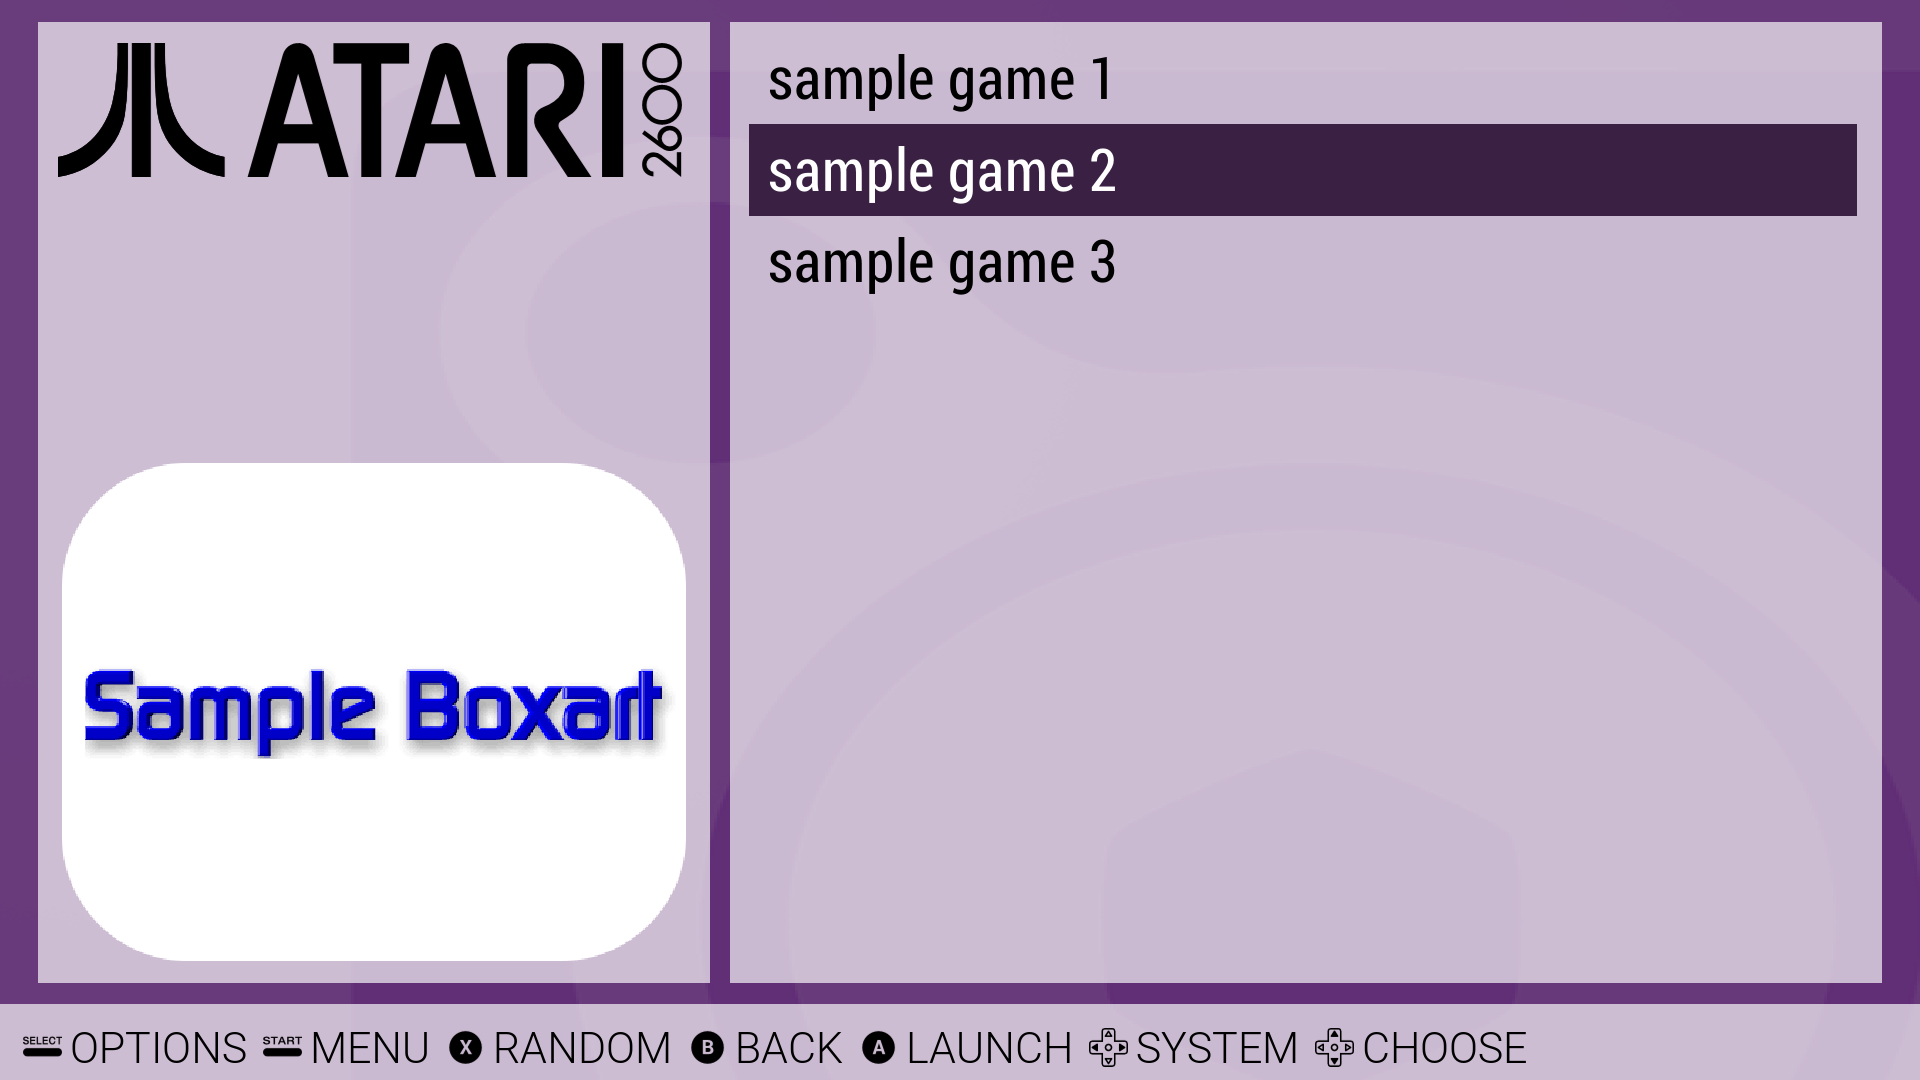 ATARI 2600
sample game 1
sample game 2
sample game 3
Sample Boxart
SELECT OPTIONS START MENU X RANDOM B BACK A LAUNCH SYSTEM CHOOSE